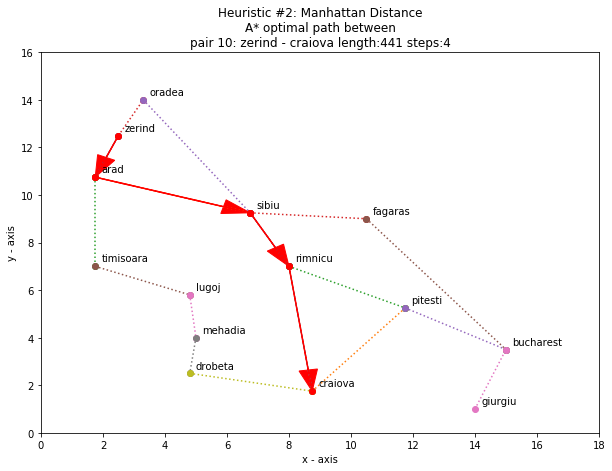 Heuristic #2: Manhattan Distance
A* optimal path between
pair 10: zerind - craiova length:441 steps:4
16
14
12
10
8
6
4
2
0
y - axis
oradea
zerind
arad
sibiu
fagaras
timisoara
rimnicu
lugoj
pitesti
mehadia
bucharest
drobeta
craiova
giurgiu
0 2 4 6 8 10 12 14 16 18
x - axis